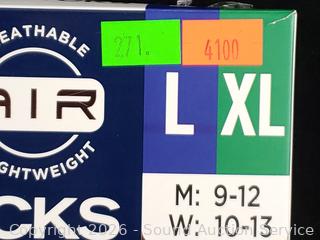 EATHABLE
271.
4100
AIR
L XL
GHTWEIGHT
M: 9-12
CKS
W: 10-13
Copyright 2026 - Sound Auction Service